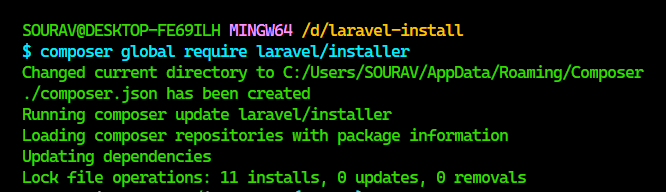 SOURAV@DESKTOP-FE69ILH MINGW64 /d/laravel-install
$ composer global require laravel/installer
Changed current directory to C:/Users/SOURAV/AppData/Roaming/Composer
./composer.json has been created
Running composer update laravel/installer
Loading composer repositories with package information
Updating dependencies
Lock file operations: 11 installs, 0 updates, 0 removals